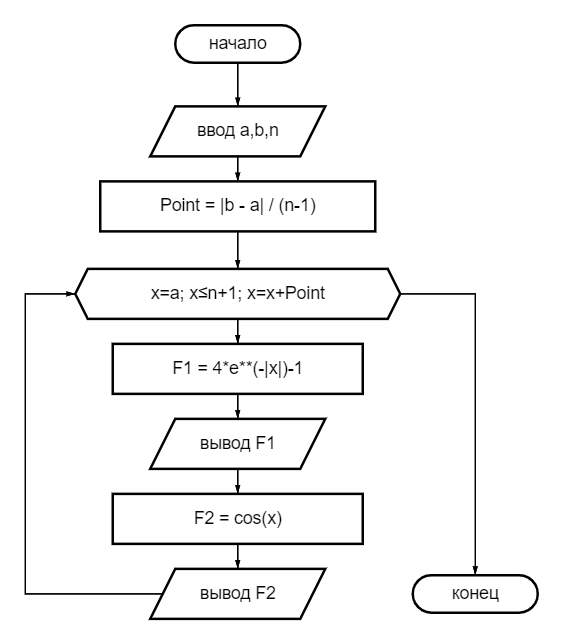 начало
ввод a,b,n
Point = |b - a| / (n-1)
x=a; x≤n+1; x=x+Point
F1 = 4*e**(-|x|)-1
вывод F1
F2 = cos(x)
вывод F2
конец